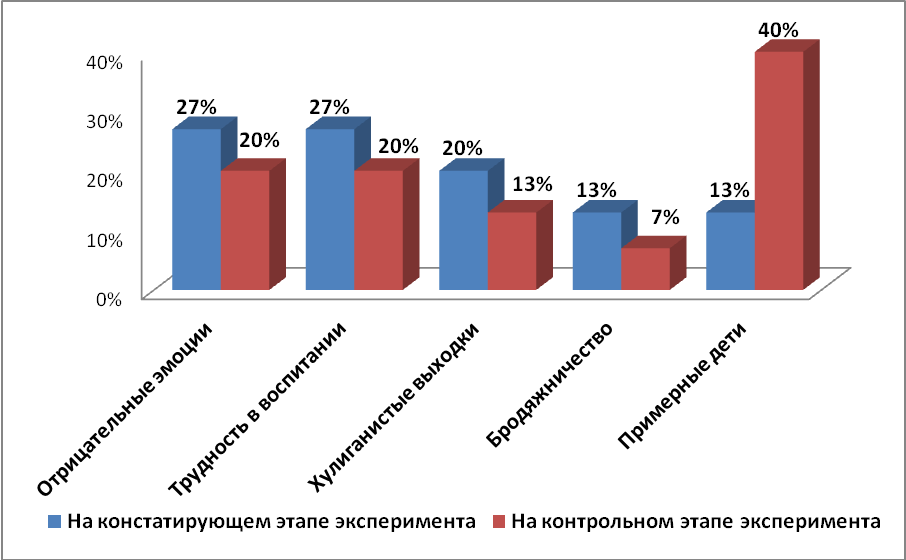 40%
30%
20%
10%
0%
27%
20%
27%
20%
20%
13%
13%
7%
13%
40%
Отрицательные эмоции
Трудность в воспитании
Хулиганистые выходки
Бродяжничество
Примерные дети
На констатирующем этапе эксперимента
На контрольном этапе эксперимента